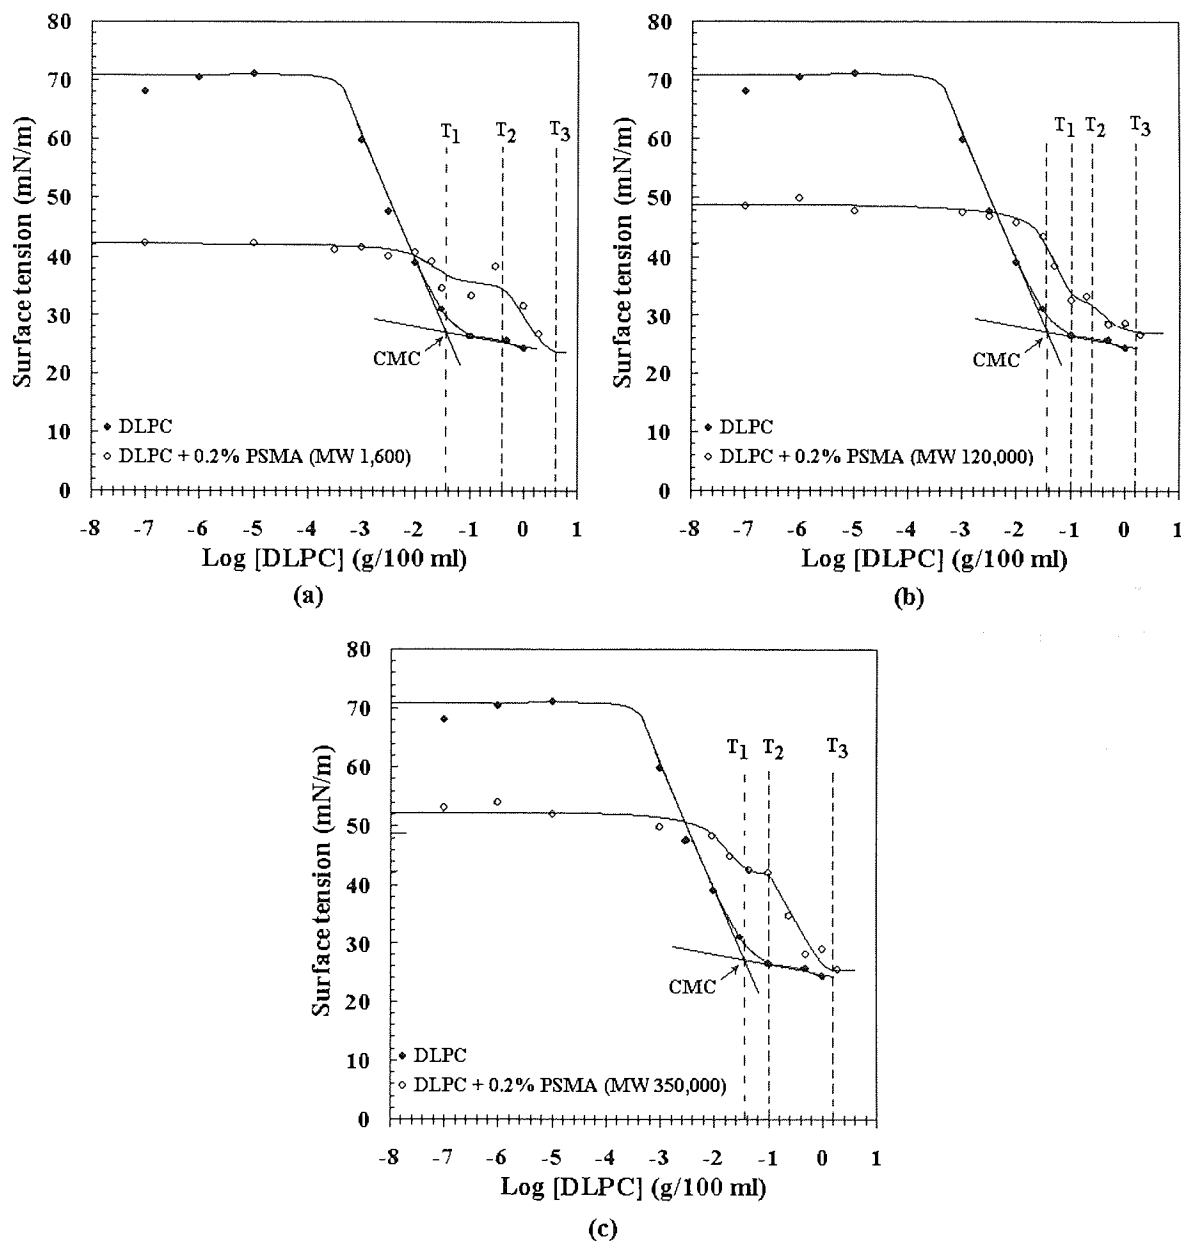 80
70
60
50
40
30
20
10
0
Surface tension (mN/m)
T1 T2 T3
CMC
DLPC
DLPC + 0.2% PSMA (MW 1,600)
-8 -7 -6 -5 -4 -3 -2 -1 0 1
Log [DLPC] (g/100 ml)
(a)
80
70
60
50
40
30
20
10
0
Surface tension (mN/m)
T1 T2 T3
CMC
DLPC
DLPC + 0.2% PSMA (MW 120,000)
-8 -7 -6 -5 -4 -3 -2 -1 0 1
Log [DLPC] (g/100 ml)
(b)
80
70
60
50
40
30
20
10
0
Surface tension (mN/m)
T1 T2 T3
CMC
DLPC
DLPC + 0.2% PSMA (MW 350,000)
-8 -7 -6 -5 -4 -3 -2 -1 0 1
Log [DLPC] (g/100 ml)
(c)